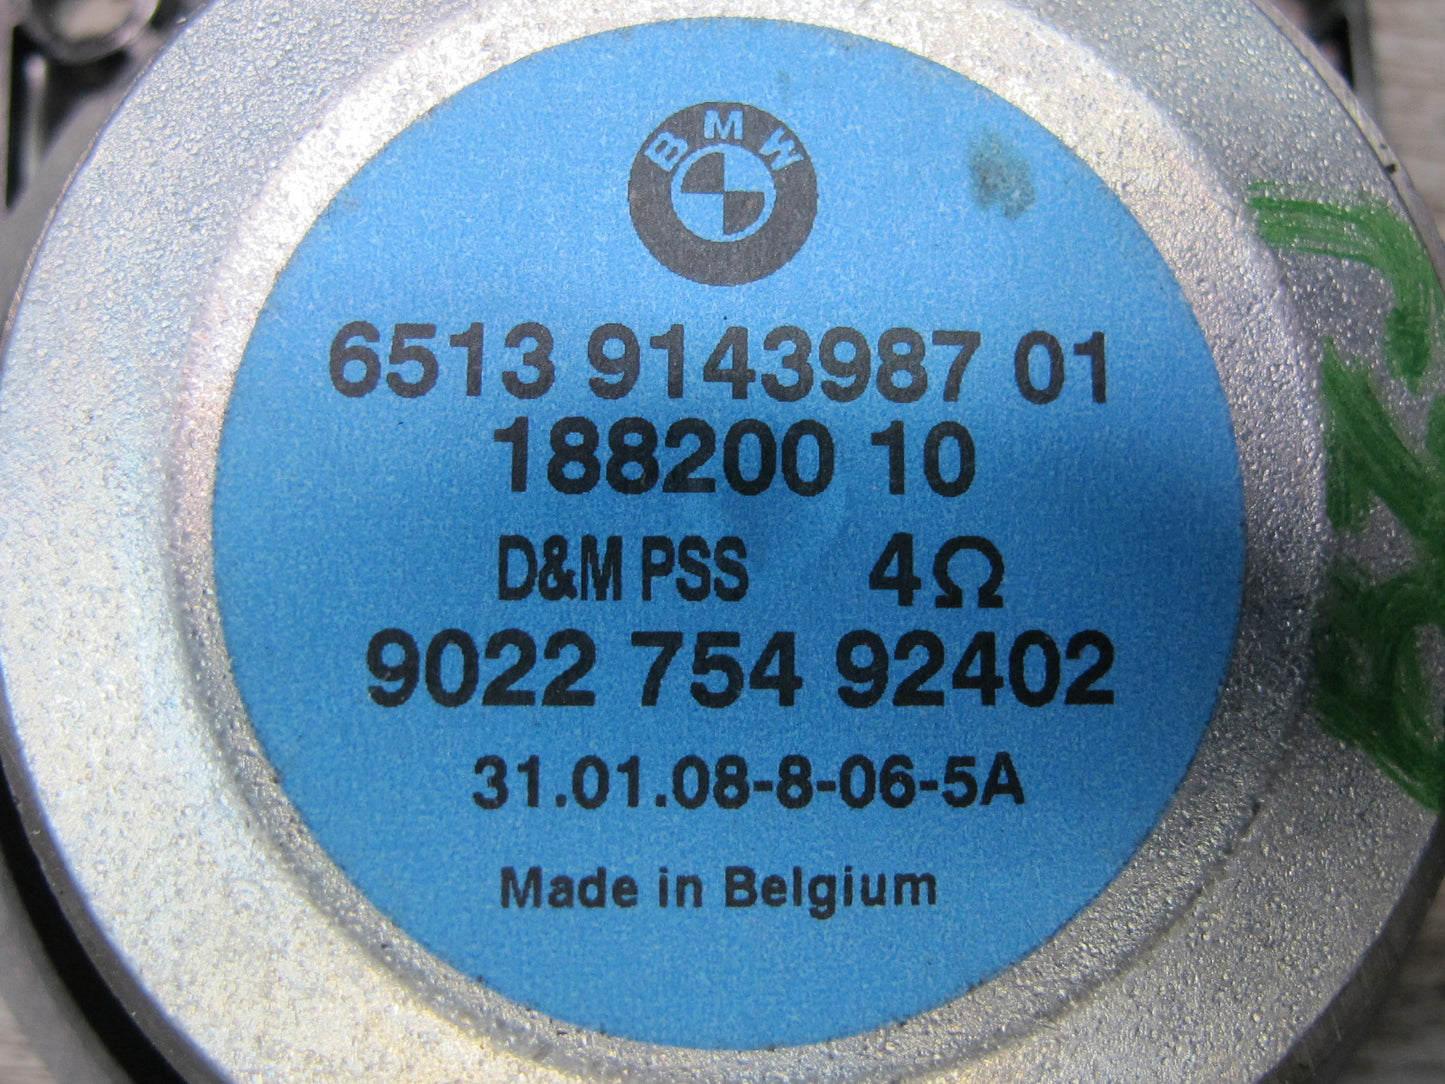 BMW
6513 9143987 01
188200 10
D&M PSS 4Ω
9022 754 92402
31.01.08-8-06-5A
Made in Belgium